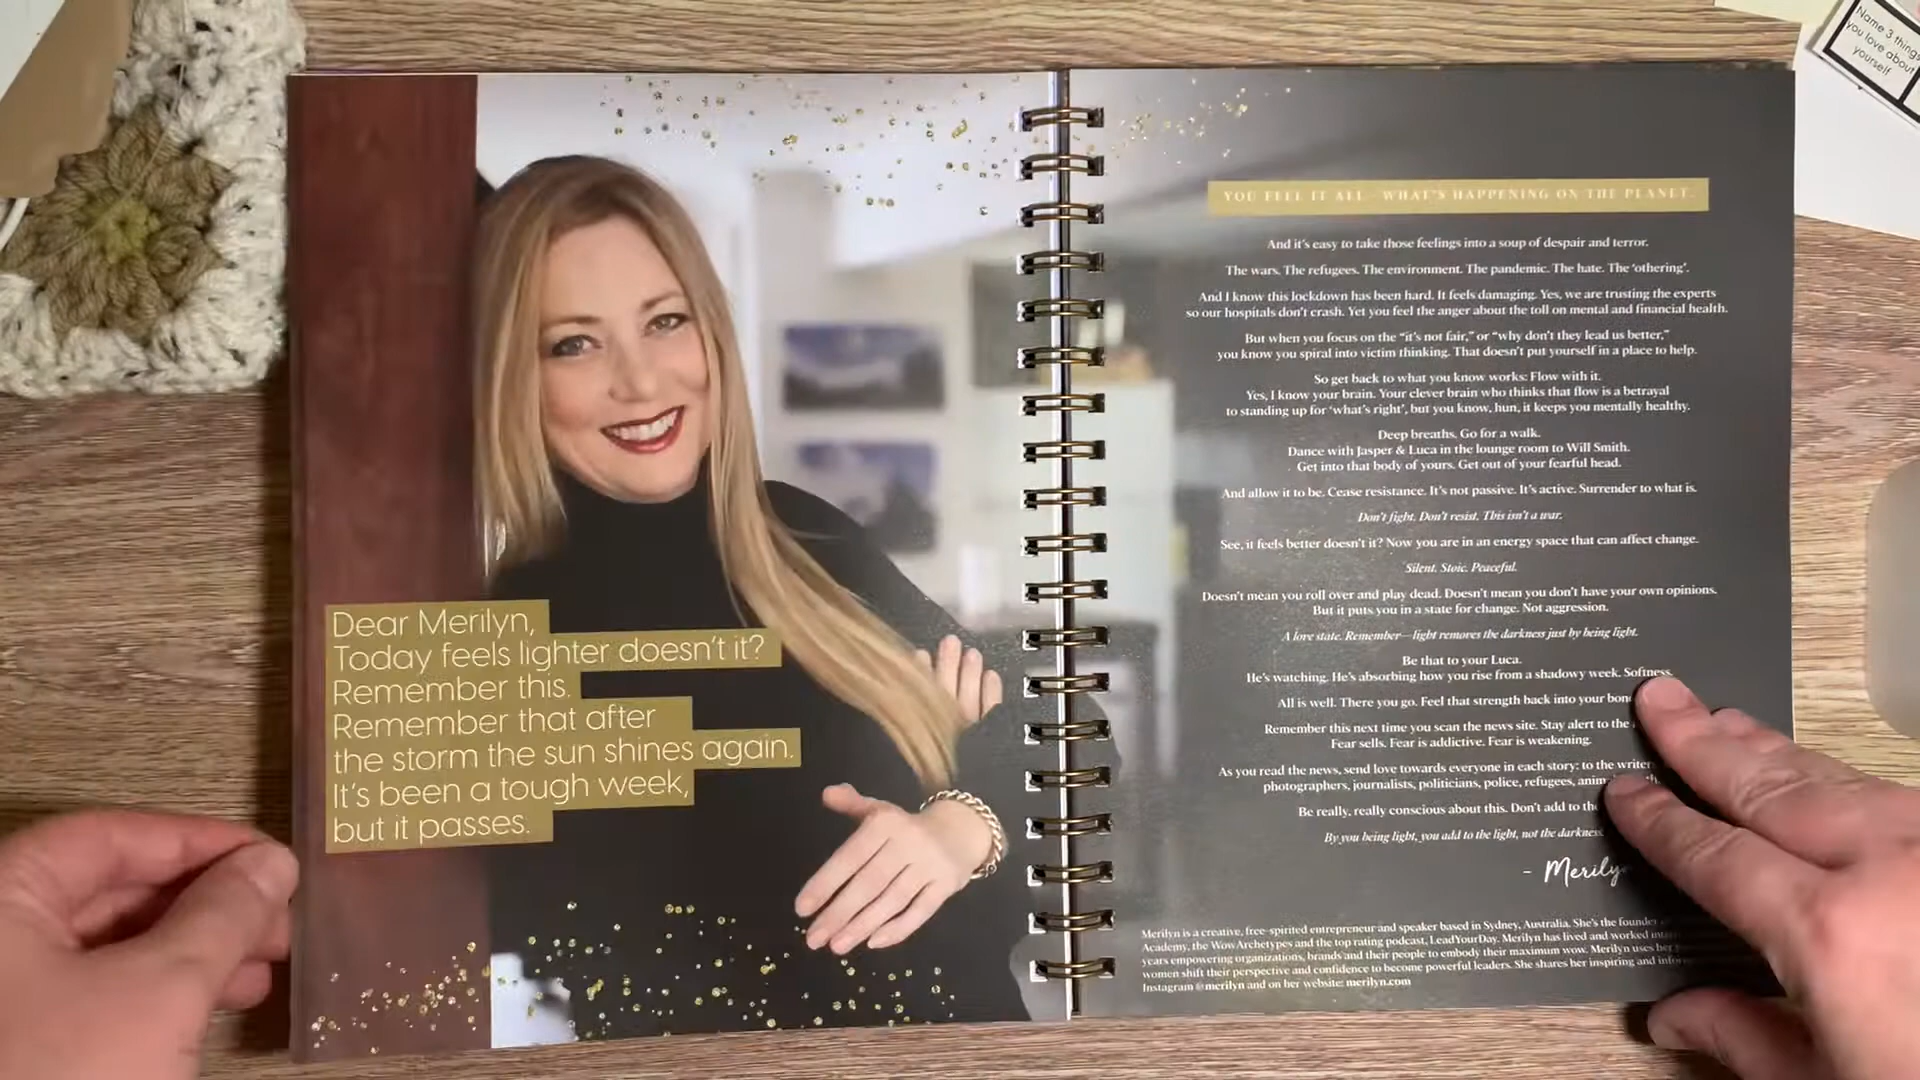 Name 3 things
you love about
yourself
Dear Merilyn,
Today feels lighter doesn't it?
Remember this.
Remember that after
the storm the sun shines again.
It's been a tough week,
but it passes.
YOU FEEL IT ALL—WHAT'S HAPPENING ON THE PLANET.
And it's easy to take those feelings into a soup of despair and terror.
The wars. The refugees. The environment. The pandemic. The hate. The 'othering'.
And I know this lockdown has been hard. It feels damaging. Yes, we are trusting the experts
so our hospitals don't crash. Yet you feel the anger about the toll on mental and financial health.
But when you focus on the "it's not fair," or "why don't they lead us better,"
you know you spiral into victim thinking. That doesn't put yourself in a place to help.
So get back to what you know works: Flow with it.
Yes, I know your brain. Your clever brain who thinks that flow is a betrayal
to standing up for 'what's right', but you know, hun, it keeps you mentally healthy.
Deep breaths. Go for a walk.
Dance with Jasper & Luca in the lounge room to Will Smith.
Get into that body of yours. Get out of your fearful head.
And allow it to be. Cease resistance. It's not passive. It's active. Surrender to what is.
Don't fight. Don't resist. This isn't a war.
See, it feels better doesn't it? Now you are in an energy space that can affect change.
Silent. Stoic. Peaceful.
Doesn't mean you roll over and play dead. Doesn't mean you don't have your own opinions.
But it puts you in a state for change. Not aggression.
A love state. Remember—light removes the darkness just by being light.
Be that to your Luca.
He's watching. He's absorbing how you rise from a shadowy week. Softness.
All is well. There you go. Feel that strength back into your
Remember this next time you scan the news site. Stay alert to the
Fear sells. Fear is addictive. Fear is weakening.
As you read the news, send love towards everyone in each story: to the writer
photographers, journalists, politicians, police, refugees,
Be really, really conscious about this. Don't add to the
By you being light, you add to the light, not the darkness.
- Merilyn
Merilyn is a creative, free-spirited entrepreneur and speaker based in Sydney, Australia. She's the founder
Academy, the Wow Archetypes and the top rating podcast, LeadYourDay. Merilyn has lived and worked
years empowering organizations, brands and their people to embody their maximum wow. Merilyn uses her
women shift their perspective and confidence to become powerful leaders. She shares her inspiring and
Instagram @merilyn and on her website: merilyn.com